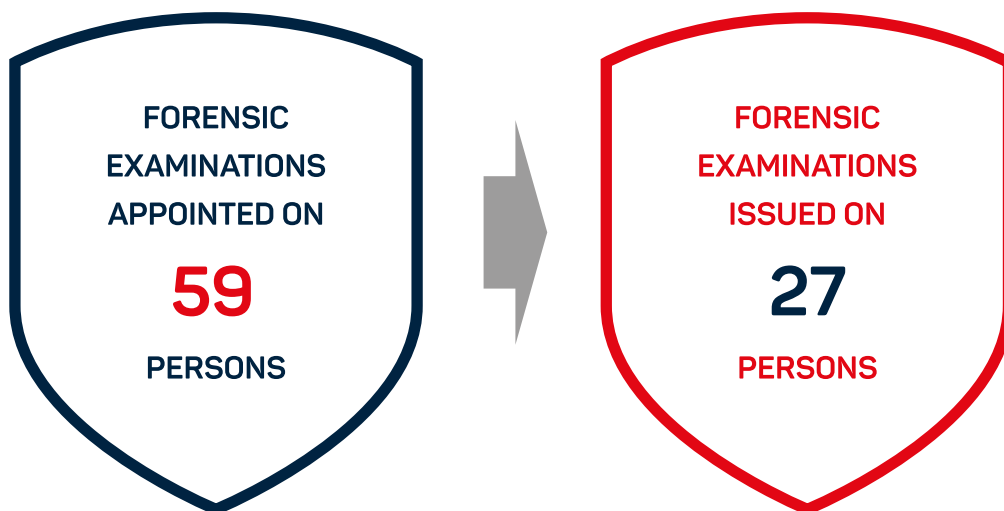 FORENSIC
EXAMINATIONS
APPOINTED ON
59
PERSONS
FORENSIC
EXAMINATIONS
ISSUED ON
27
PERSONS